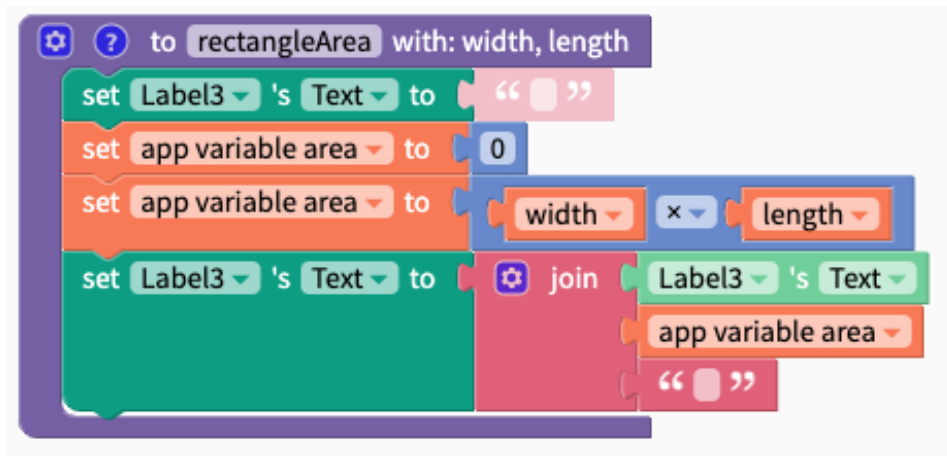 ? to rectangleArea with: width, length
set Label3 's Text to “ ”
set app variable area to 0
set app variable area to width × length
set Label3 's Text to join Label3 's Text
app variable area
“ ”